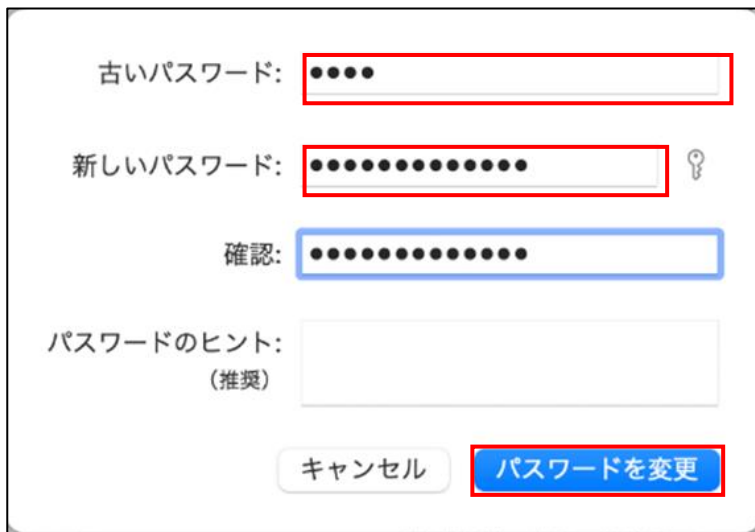 古いパスワード: ●●●●
新しいパスワード: ●●●●●●●●●●●●●
確認: ●●●●●●●●●●●●●
パスワードのヒント:
（推奨）
キャンセル パスワードを変更